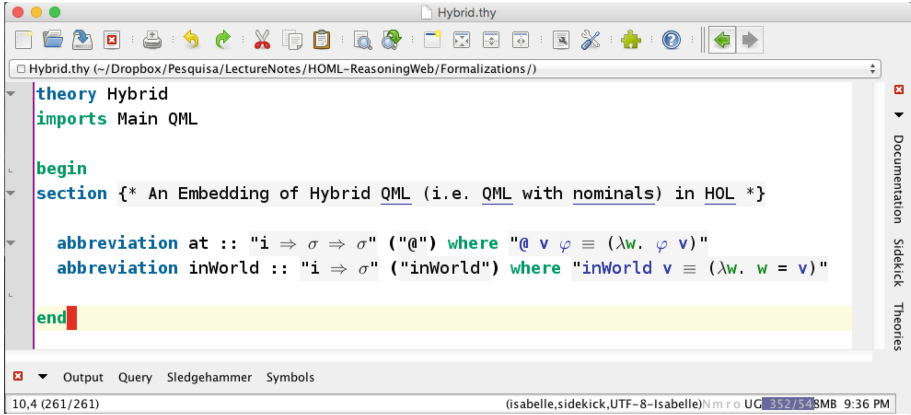 Hybrid.thy
Hybrid.thy (~/Dropbox/Pesquisa/LectureNotes/HOML-ReasoningWeb/Formalizations/)
theory Hybrid
imports Main QML
begin
section {* An Embedding of Hybrid QML (i.e. QML with nominals) in HOL *}
abbreviation at :: "i ⇒ σ ⇒ σ" ("@") where "@ v φ ≡ (λw. φ v)"
abbreviation inWorld :: "i ⇒ σ" ("inWorld") where "inWorld v ≡ (λw. w = v)"
end
Documentation
Sidekick
Theories
Output Query Sledgehammer Symbols
10,4 (261/261) (isabelle,sidekick,UTF-8-Isabelle)N m r o UG 352/548MB 9:36 PM